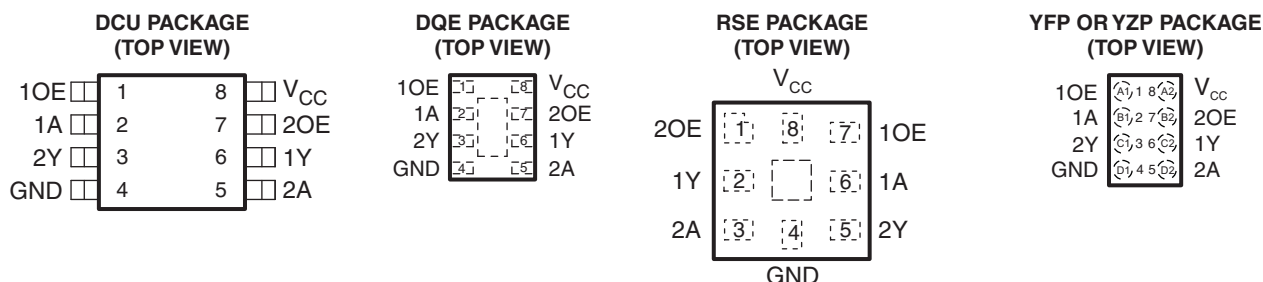 DCU PACKAGE
(TOP VIEW)
1OE 1 8 VCC
1A 2 7 2OE
2Y 3 6 1Y
GND 4 5 2A
DQE PACKAGE
(TOP VIEW)
1OE 1 8 VCC
1A 2 7 2OE
2Y 3 6 1Y
GND 4 5 2A
RSE PACKAGE
(TOP VIEW)
VCC
2OE 1 8 7 1OE
1Y 2 6 1A
2A 3 4 5 2Y
GND
YFP OR YZP PACKAGE
(TOP VIEW)
1OE A1 1 8 A2 VCC
1A B1 2 7 B2 2OE
2Y C1 3 6 C2 1Y
GND D1 4 5 D2 2A